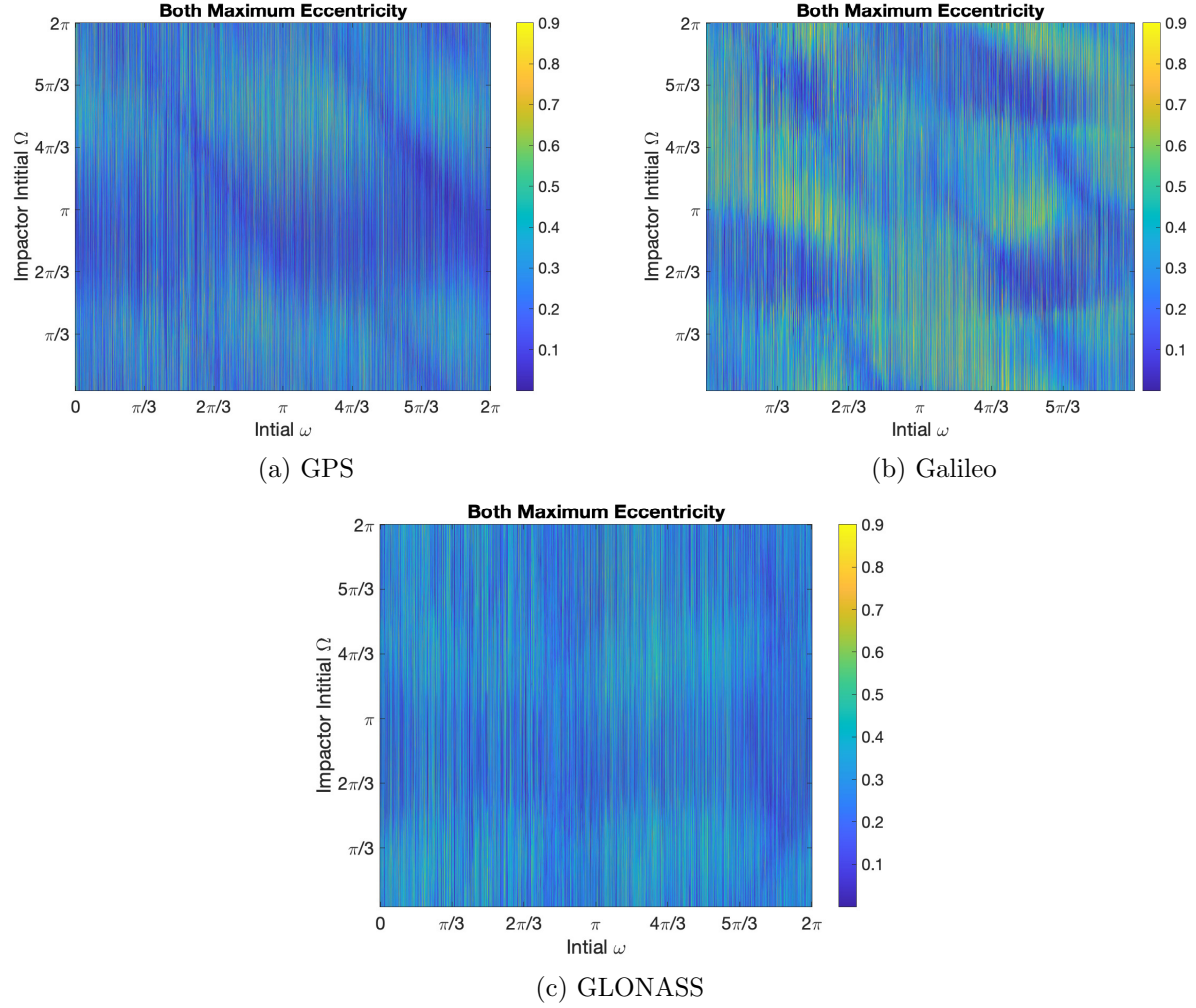 Both Maximum Eccentricity
2π
5π/3
4π/3
π
2π/3
π/3
Impactor Intitial Ω
0 π/3 2π/3 π 4π/3 5π/3 2π
Intial ω
0.9
0.8
0.7
0.6
0.5
0.4
0.3
0.2
0.1
(a) GPS
Both Maximum Eccentricity
2π
5π/3
4π/3
π
2π/3
π/3
Impactor Intitial Ω
π/3 2π/3 π 4π/3 5π/3
Intial ω
0.9
0.8
0.7
0.6
0.5
0.4
0.3
0.2
0.1
(b) Galileo
Both Maximum Eccentricity
2π
5π/3
4π/3
π
2π/3
π/3
Impactor Intitial Ω
0 π/3 2π/3 π 4π/3 5π/3 2π
Intial ω
0.9
0.8
0.7
0.6
0.5
0.4
0.3
0.2
0.1
(c) GLONASS